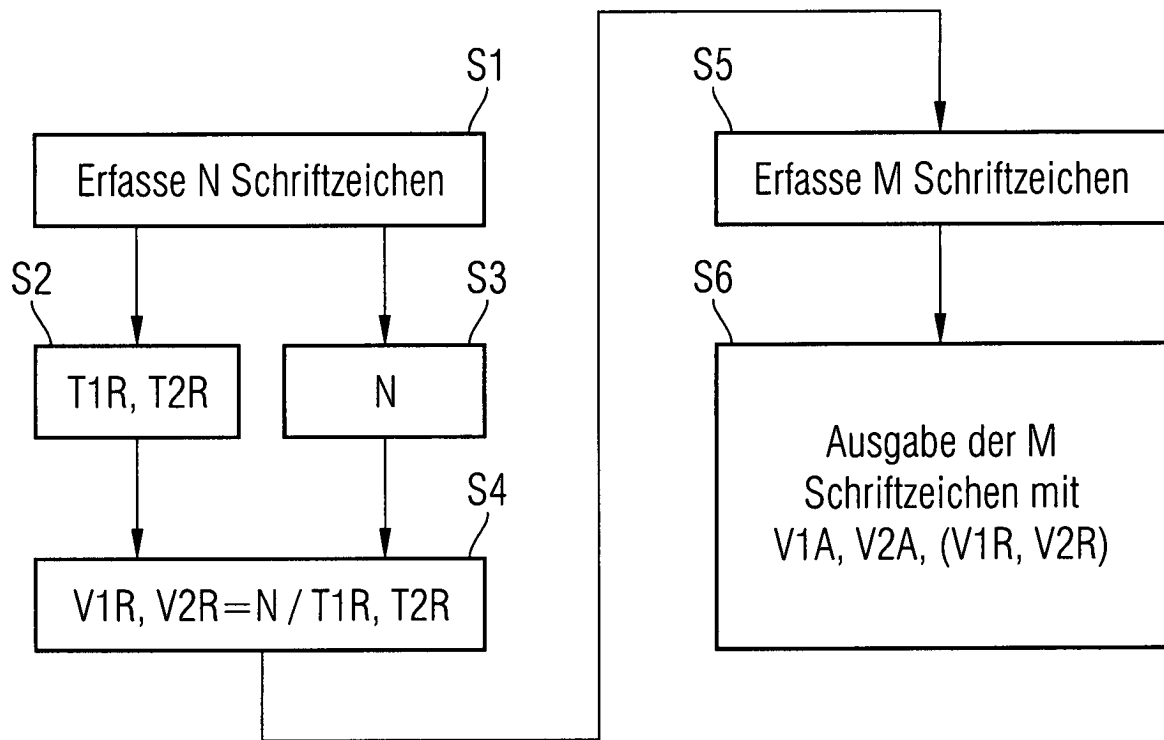 S1
Erfasse N Schriftzeichen
S2
T1R, T2R
S3
N
S4
V1R, V2R=N / T1R, T2R
S5
Erfasse M Schriftzeichen
S6
Ausgabe der M
Schriftzeichen mit
V1A, V2A, (V1R, V2R)